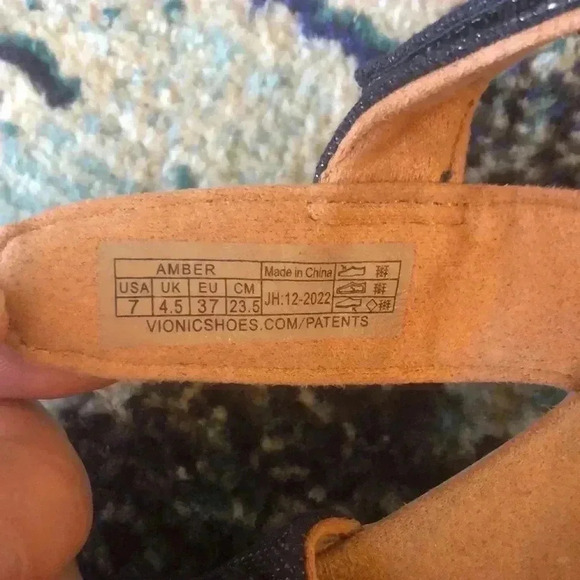 AMBER Made in China
USA UK EU CM
7 4.5 37 23.5 JH:12-2022
VIONICSHOES.COM/PATENTS